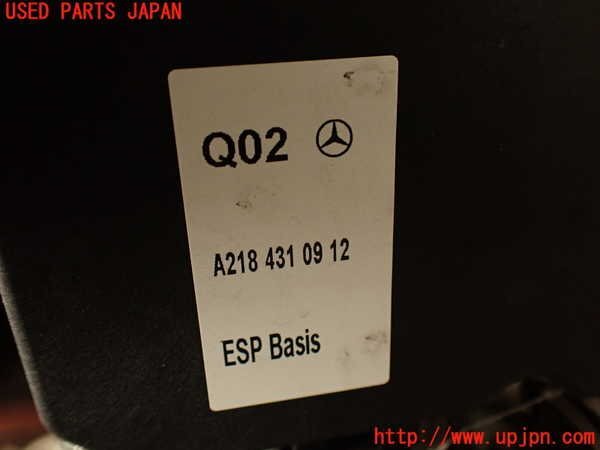 USED PARTS JAPAN
Q02
A218 431 09 12
ESP Basis
http://www.upjpn.com/